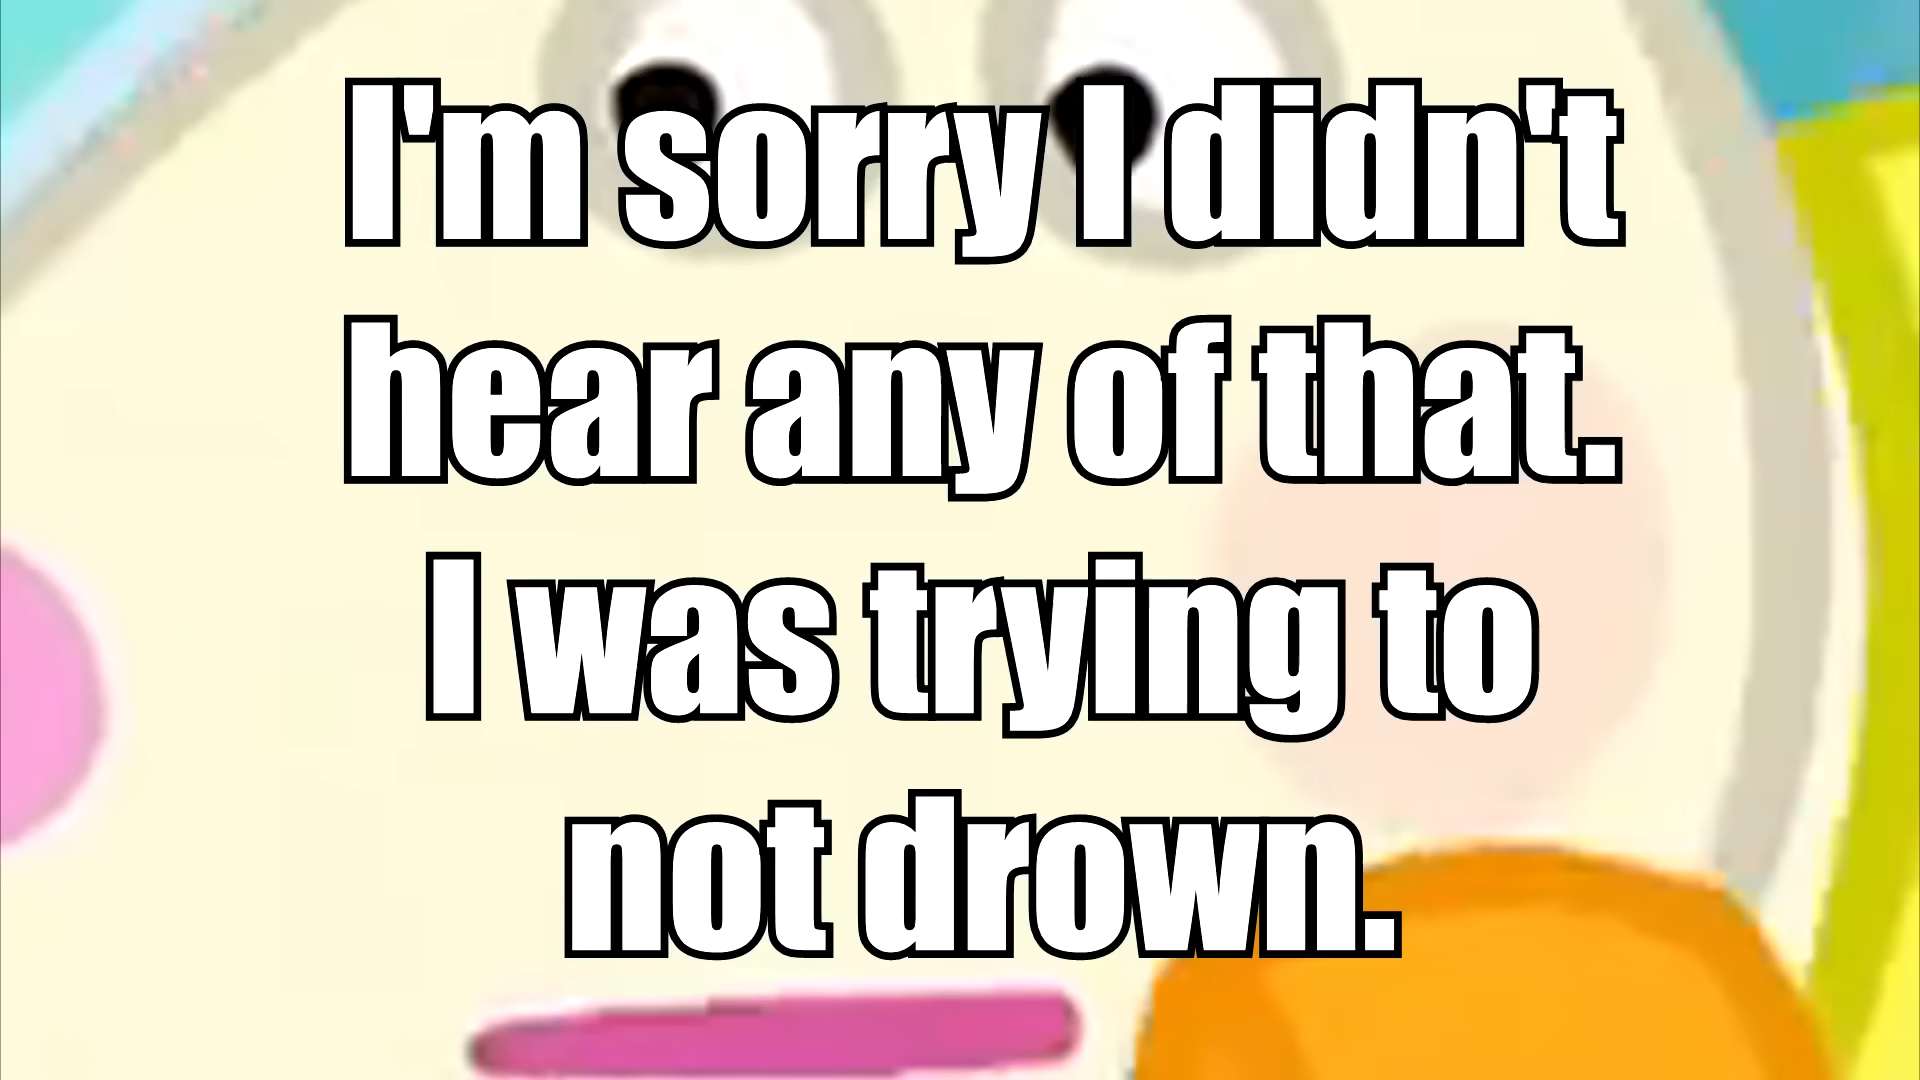 I'm sorry I didn't
hear any of that.
I was trying to
not drown.